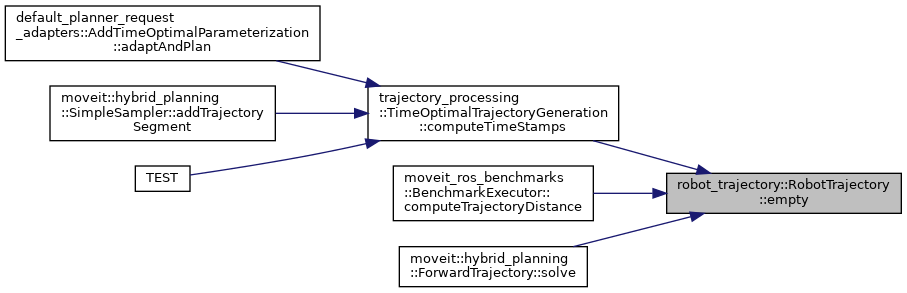 default_planner_request
_adapters::AddTimeOptimalParameterization
::adaptAndPlan
moveit::hybrid_planning
::SimpleSampler::addTrajectory
Segment
TEST
trajectory_processing
::TimeOptimalTrajectoryGeneration
::computeTimeStamps
moveit_ros_benchmarks
::BenchmarkExecutor::
computeTrajectoryDistance
moveit::hybrid_planning
::ForwardTrajectory::solve
robot_trajectory::RobotTrajectory
::empty